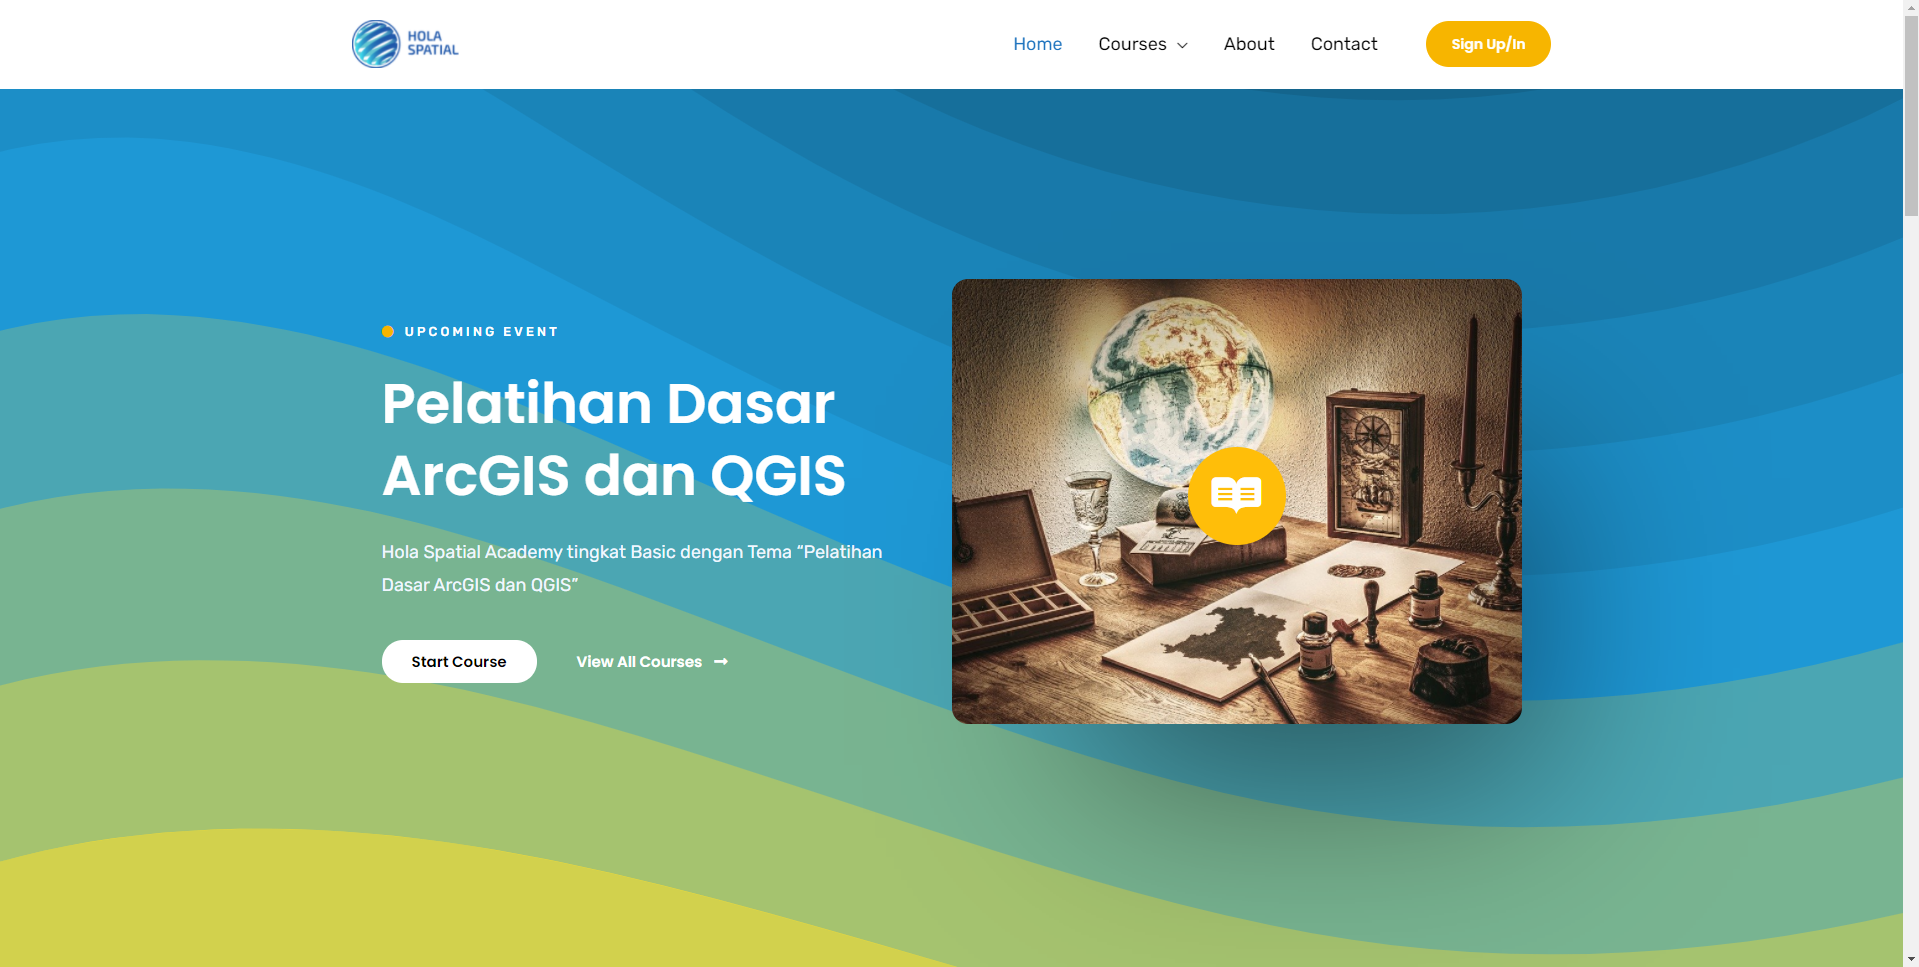 HOLA
SPATIAL
Home
Courses
About
Contact
Sign Up/In
UPCOMING EVENT
Pelatihan Dasar
ArcGIS dan QGIS
Hola Spatial Academy tingkat Basic dengan Tema “Pelatihan
Dasar ArcGIS dan QGIS”
Start Course
View All Courses